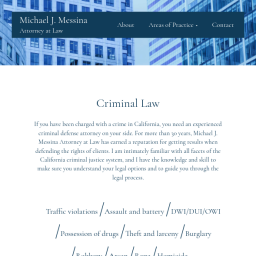 Michael J. Messina
Attorney at Law
About
Areas of Practice
Contact
Criminal Law
If you have been charged with a crime in California, you need an experienced
criminal defense attorney on your side. For more than 30 years, Michael J.
Messina Attorney at Law has earned a reputation for getting results when
defending the rights of clients. I am intimately familiar with all facets of the
California criminal justice system, and I have the knowledge and skill to
make sure you understand your legal options and to guide you through the
legal process.
Traffic violations / Assault and battery / DWI/DUI/OWI
/ Possession of drugs / Theft and larceny / Burglary
/ Robbery / Arson / Rape / Homicide